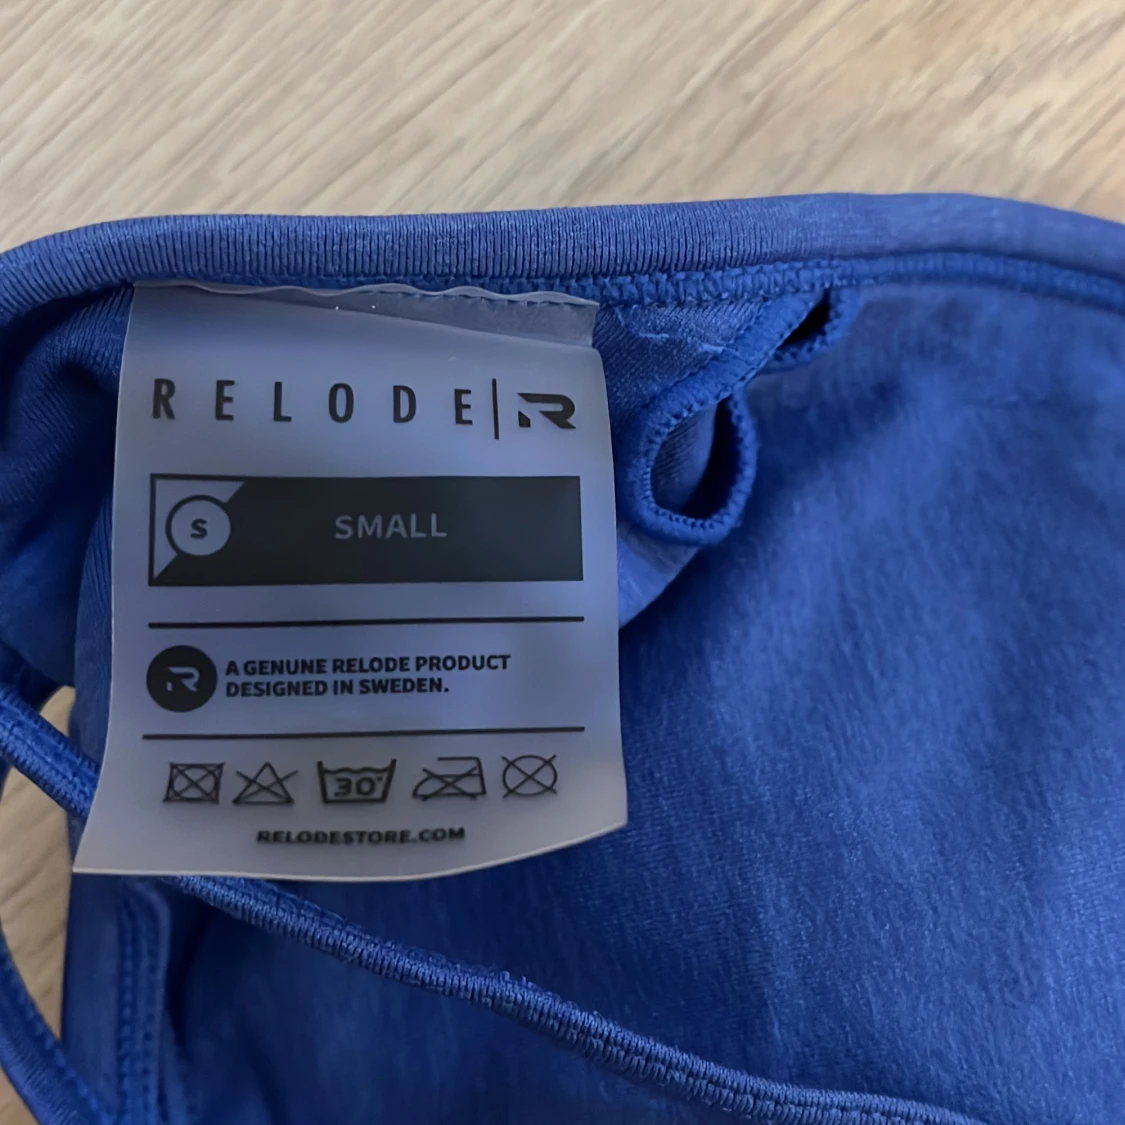 RELODE
S SMALL
A GENUNE RELODE PRODUCT
DESIGNED IN SWEDEN.
30°
RELODESTORE.COM